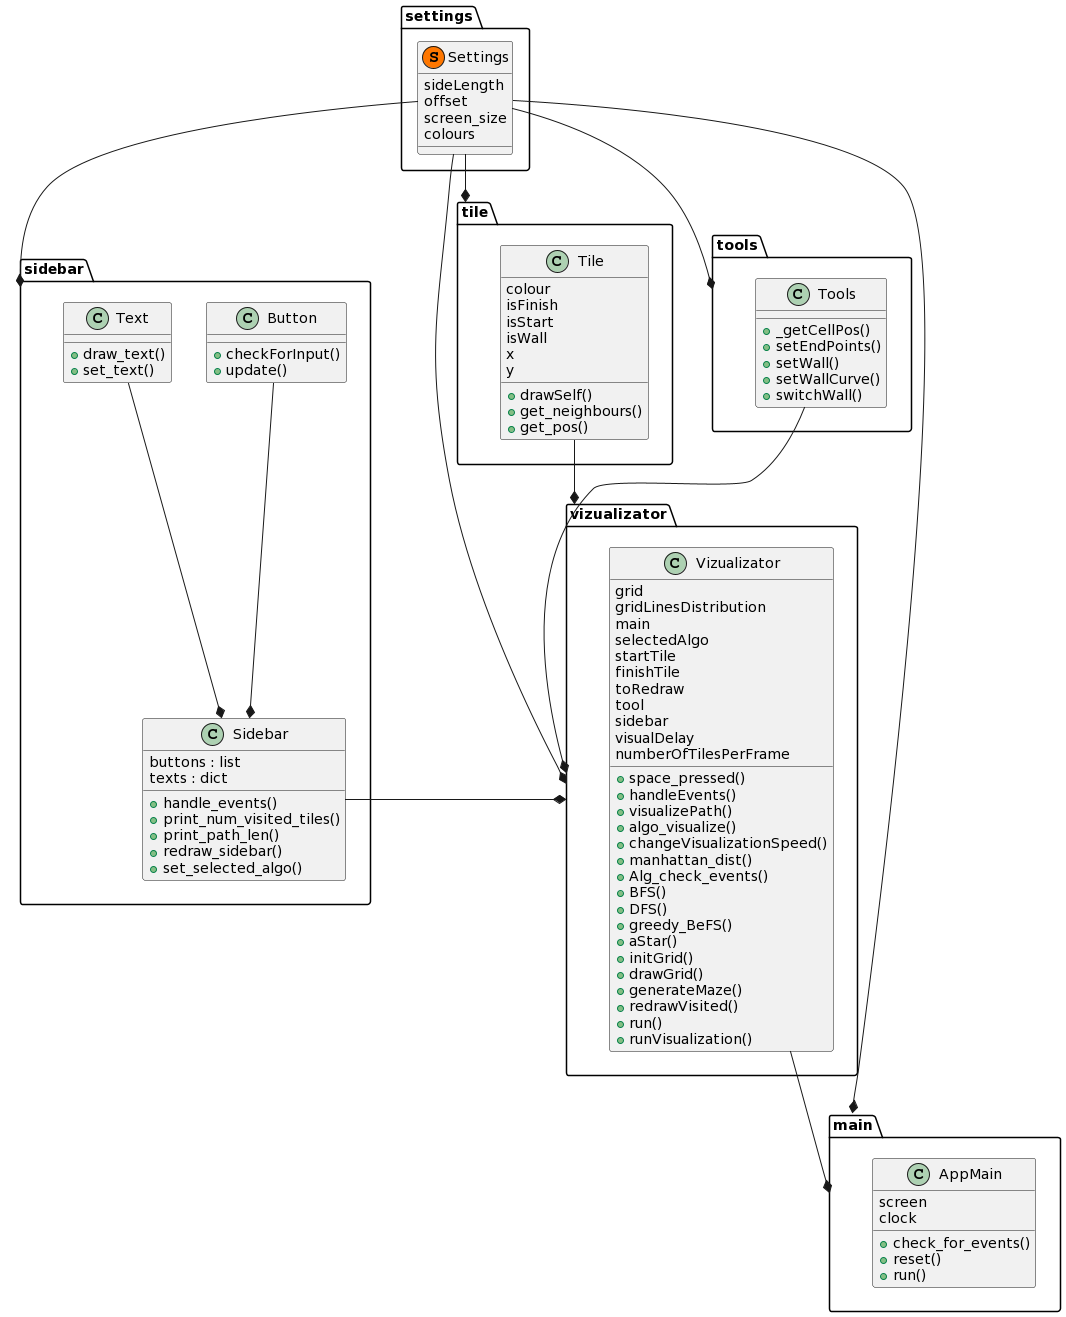 settings
S Settings
sideLength
offset
screen_size
colours
tile
C Tile
colour
isFinish
isStart
isWall
x
y
drawSelf()
get_neighbours()
get_pos()
tools
C Tools
_getCellPos()
setEndPoints()
setWall()
setWallCurve()
switchWall()
sidebar
C Text
draw_text()
set_text()
C Button
checkForInput()
update()
C Sidebar
buttons : list
texts : dict
handle_events()
print_num_visited_tiles()
print_path_len()
redraw_sidebar()
set_selected_algo()
vizualizator
C Vizualizator
grid
gridLinesDistribution
main
selectedAlgo
startTile
finishTile
toRedraw
tool
sidebar
visualDelay
numberOfTilesPerFrame
space_pressed()
handleEvents()
visualizePath()
algo_visualize()
changeVisualizationSpeed()
manhattan_dist()
Alg_check_events()
BFS()
DFS()
greedy_BeFS()
aStar()
initGrid()
drawGrid()
generateMaze()
redrawVisited()
run()
runVisualization()
main
C AppMain
screen
clock
check_for_events()
reset()
run()